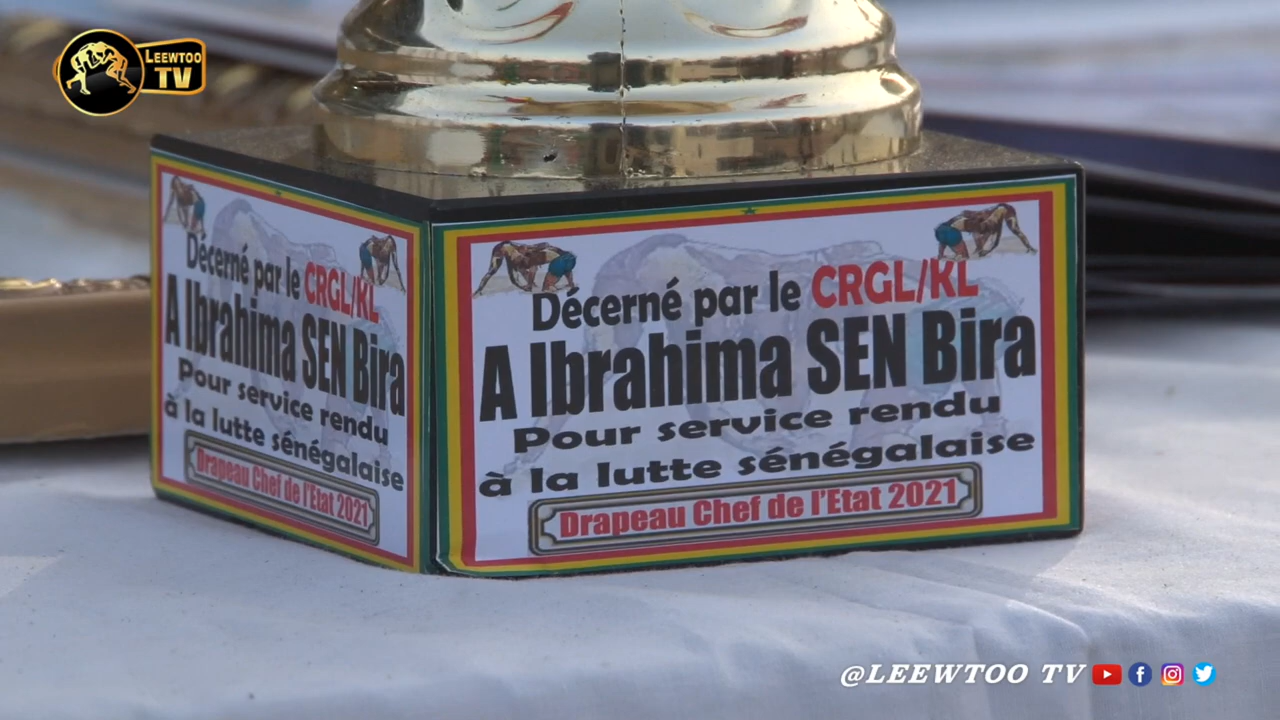 LEEWTOO
TV
Décerné par le CRGL/KL
A Ibrahima SEN Bira
Pour service rendu
à la lutte sénégalaise
Drapeau Chef de l'Etat 2021
Décerné par le CRGL/KL
A Ibrahima SEN Bira
Pour service rendu
à la lutte sénégalaise
Drapeau Chef de l'Etat 2021
@LEEWTOO TV